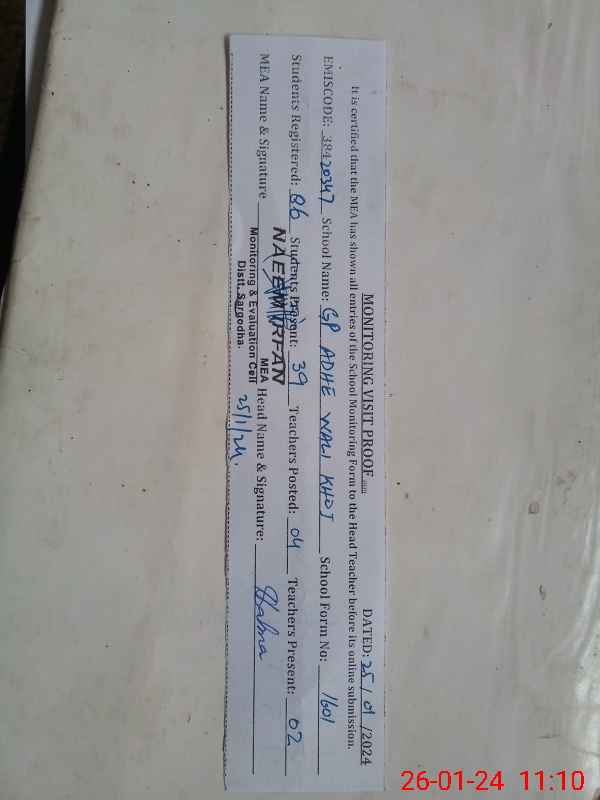 MONITORING VISIT PROOF DATED: 25/01/2024
It is certified that the MEA has shown all entries of the School Monitoring Form to the Head Teacher before its online submission.
EMISCODE: 38420347 School Name: GP ADHE WALI KHOI School Form No: 1601
Students Registered: 86 Students Present: 39 Teachers Posted: 04 Teachers Present: 02
MEA Name & Signature Head Name & Signature:
NAEEM IRFAN
MEA
Monitoring & Evaluation Cell
Distt. Sargodha.
25/1/24.
26-01-24 11:10